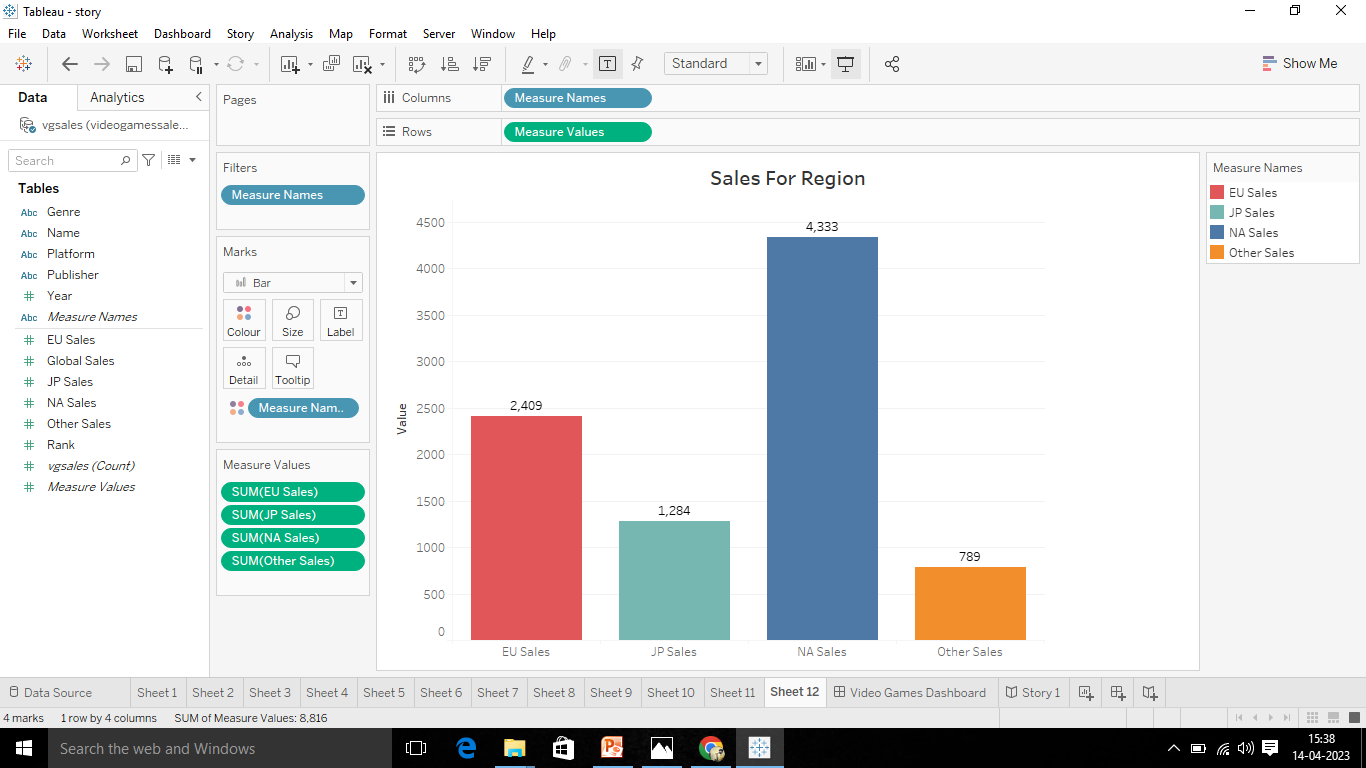 Tableau - story
File Data Worksheet Dashboard Story Analysis Map Format Server Window Help
Standard
Show Me
Data Analytics
vgsales (videogamessale...
Search
Tables
Abc Genre
Abc Name
Abc Platform
Abc Publisher
# Year
Abc Measure Names
# EU Sales
# Global Sales
# JP Sales
# NA Sales
# Other Sales
# Rank
# vgsales (Count)
# Measure Values
Pages
Filters
Measure Names
Marks
Bar
Colour Size Label
Detail Tooltip
Measure Nam..
Measure Values
SUM(EU Sales)
SUM(JP Sales)
SUM(NA Sales)
SUM(Other Sales)
Columns Measure Names
Rows Measure Values
Sales For Region
Value
4500
4000
3500
3000
2500
2000
1500
1000
500
0
2,409
1,284
4,333
789
EU Sales JP Sales NA Sales Other Sales
Measure Names
EU Sales
JP Sales
NA Sales
Other Sales
Data Source Sheet 1 Sheet 2 Sheet 3 Sheet 4 Sheet 5 Sheet 6 Sheet 7 Sheet 8 Sheet 9 Sheet 10 Sheet 11 Sheet 12 Video Games Dashboard Story 1
4 marks 1 row by 4 columns SUM of Measure Values: 8,816
Search the web and Windows
15:38
14-04-2023